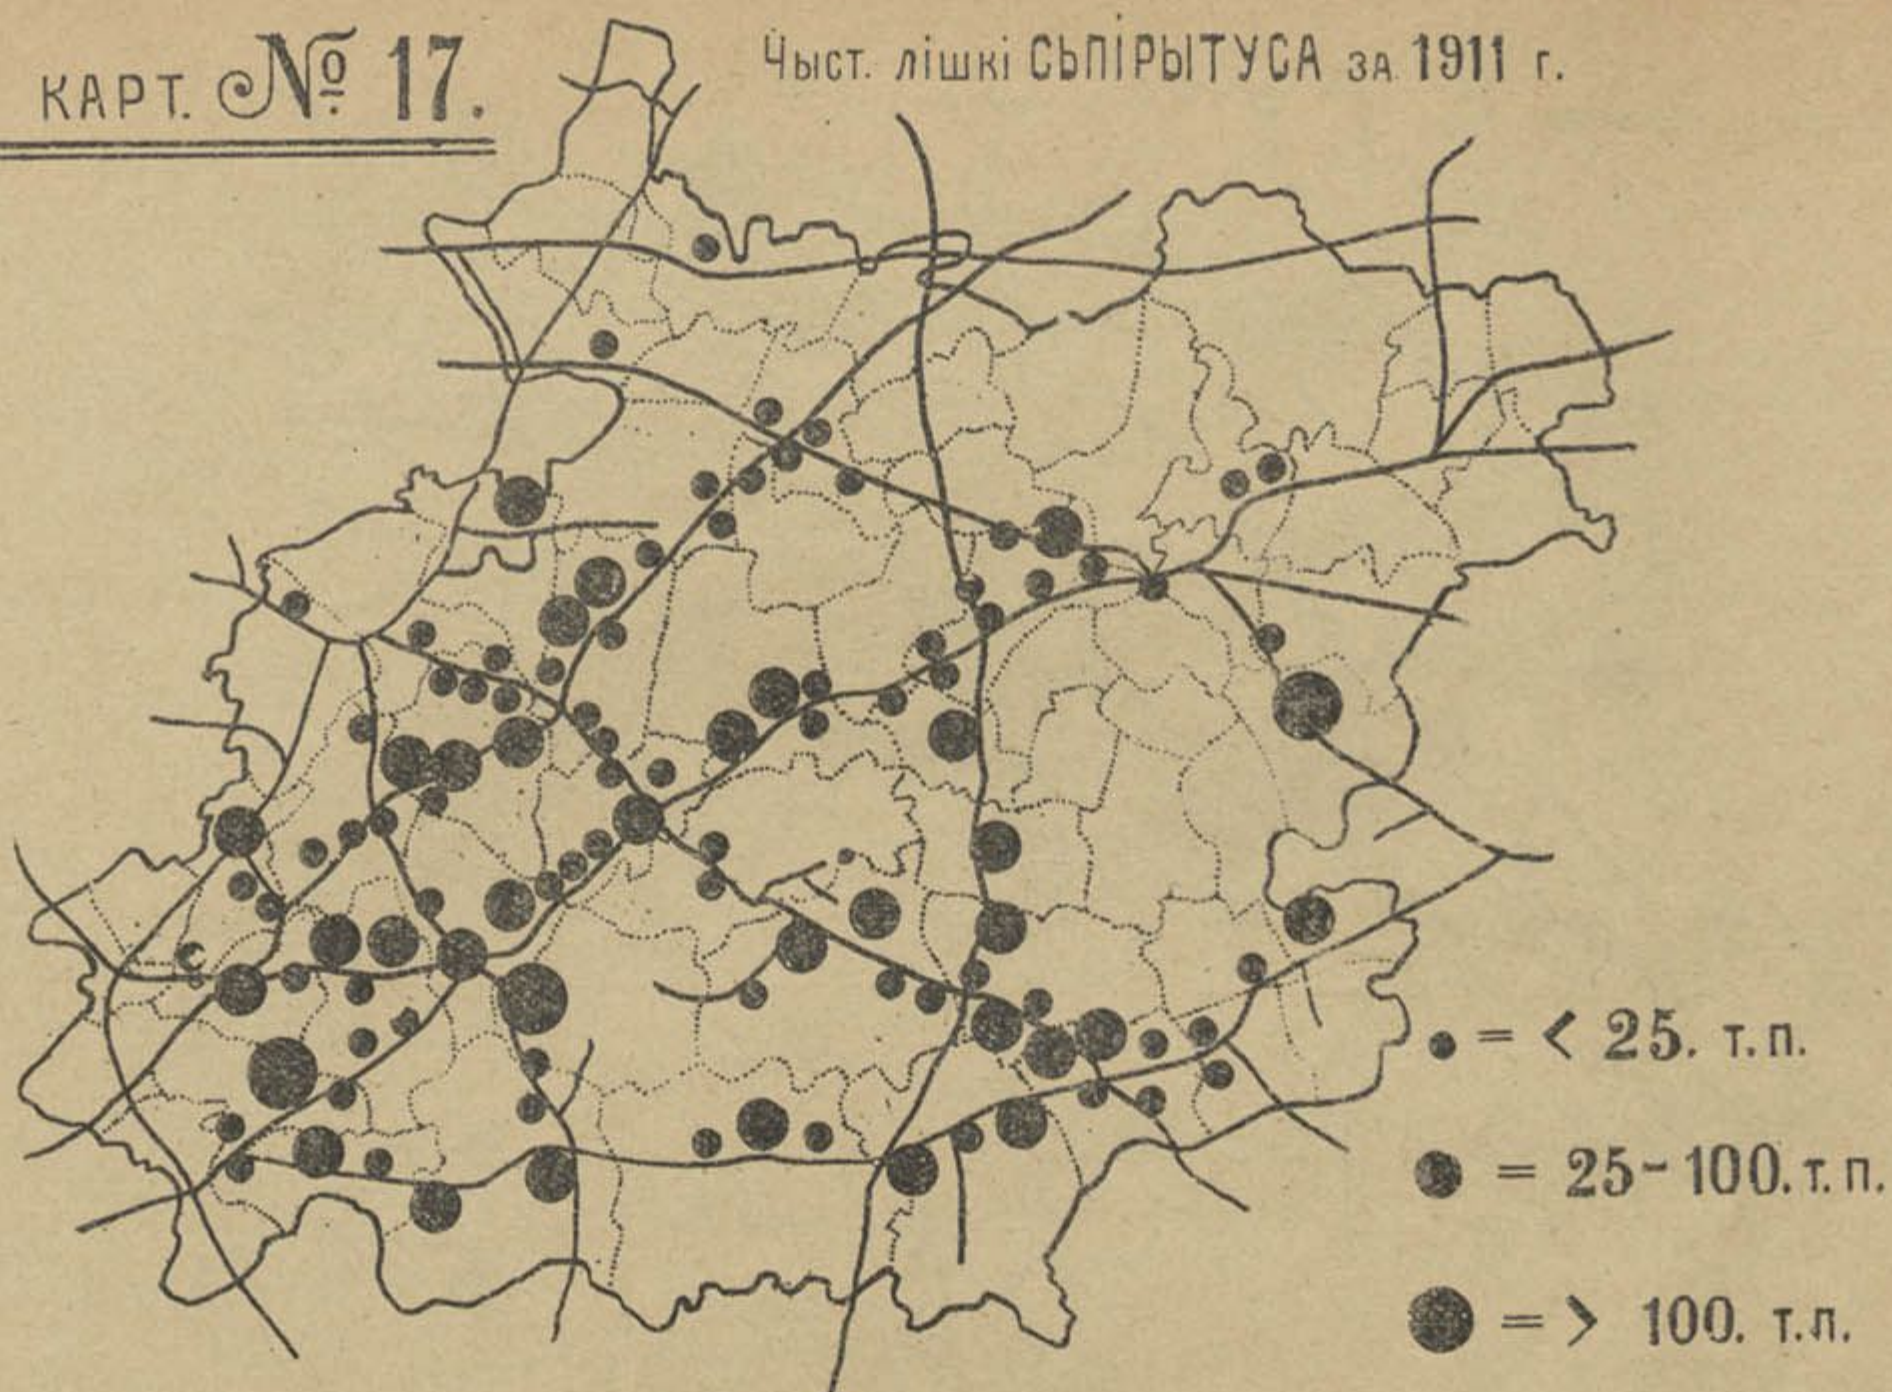 КАРТ. № 17.
Чыст. лішкі СЬПІРЫТУСА за 1911 г.
= < 25. т.п.
= 25-100. т.п.
= > 100. т.п.